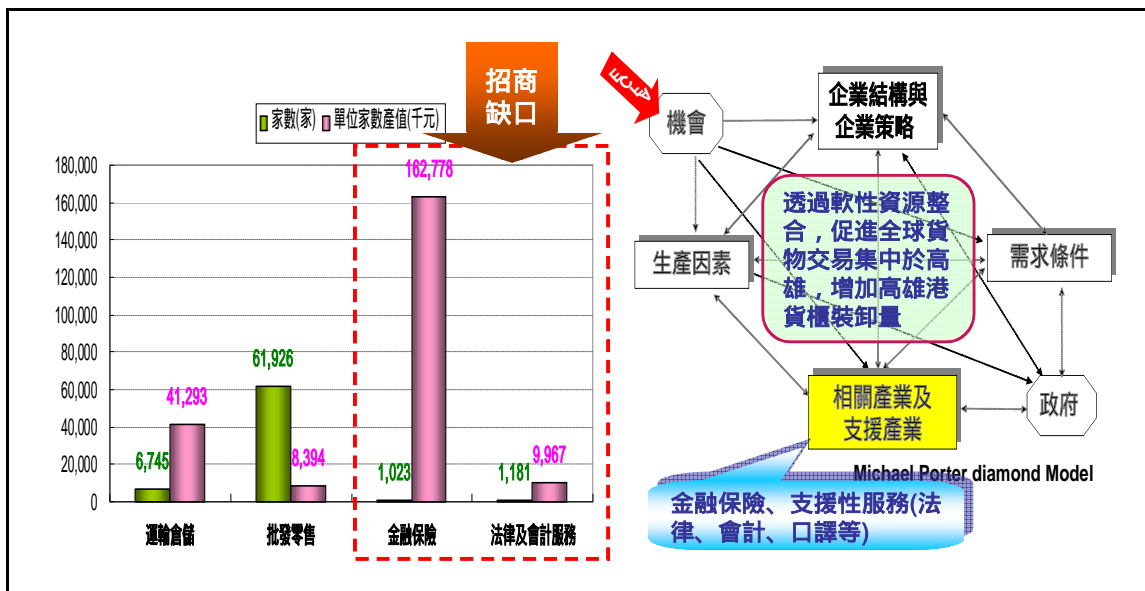 招商
缺口
家數(家) 單位家數產值(千元)
180,000
160,000
140,000
120,000
100,000
80,000
60,000
40,000
20,000
0
6,745
41,293
61,926
8,394
1,023
162,778
1,181
9,967
運輸倉儲
批發零售
金融保險
法律及會計服務
ECFA
機會
企業結構與
企業策略
生產因素
透過軟性資源整
合，促進全球貨
物交易集中於高
雄，增加高雄港
貨櫃裝卸量
需求條件
相關產業及
支援產業
政府
Michael Porter diamond Model
金融保險、支援性服務(法
律、會計、口譯等)